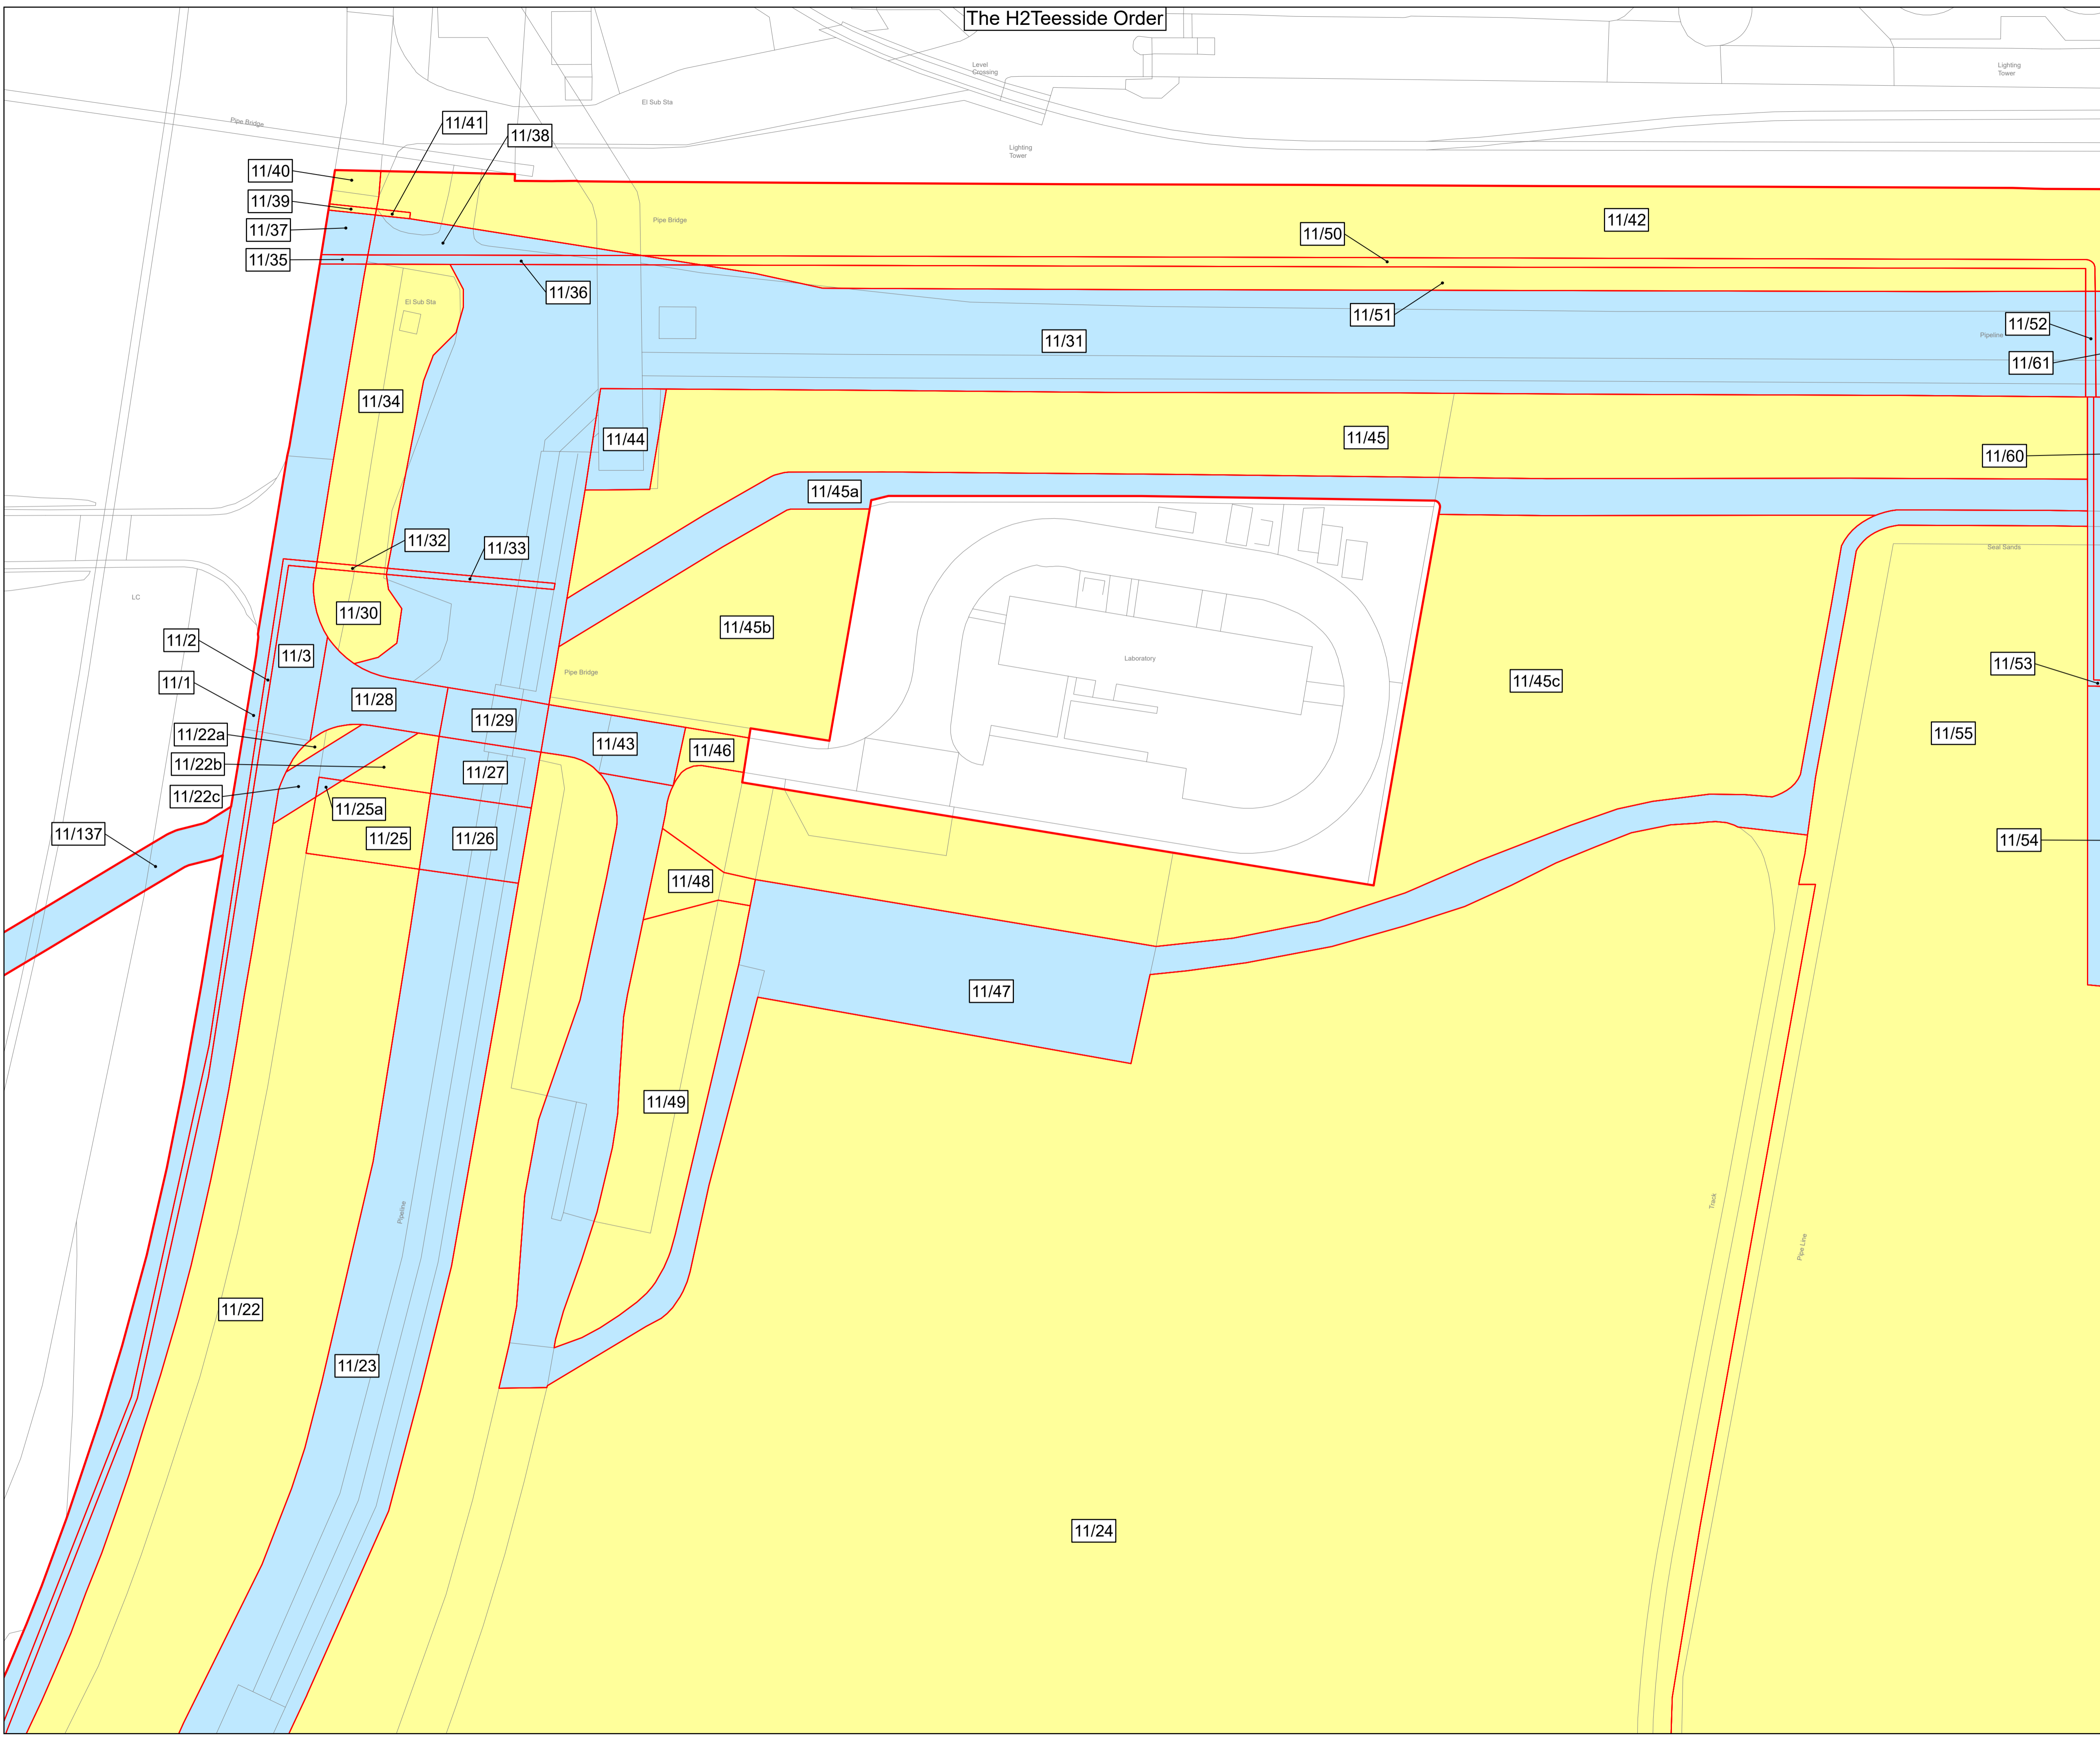 The H2Teesside Order
Level
Crossing
Lighting
Tower
El Sub Sta
Pipe Bridge
11/41
11/38
Lighting
Tower
11/40
11/39
11/37
11/35
Pipe Bridge
11/42
11/50
11/36
El Sub Sta
11/51
11/31
11/52
Pipeline
11/61
11/34
11/44
11/45
11/60
11/45a
11/32
11/33
Seal Sands
LC
11/30
11/45b
11/2
11/3
Laboratory
11/53
11/1
Pipe Bridge
11/45c
11/28
11/29
11/22a
11/43
11/46
11/55
11/22b
11/27
11/22c
11/25a
11/137
11/25
11/26
11/54
11/48
11/47
11/49
Track
Pipeline
Pipe Line
11/22
11/23
11/24